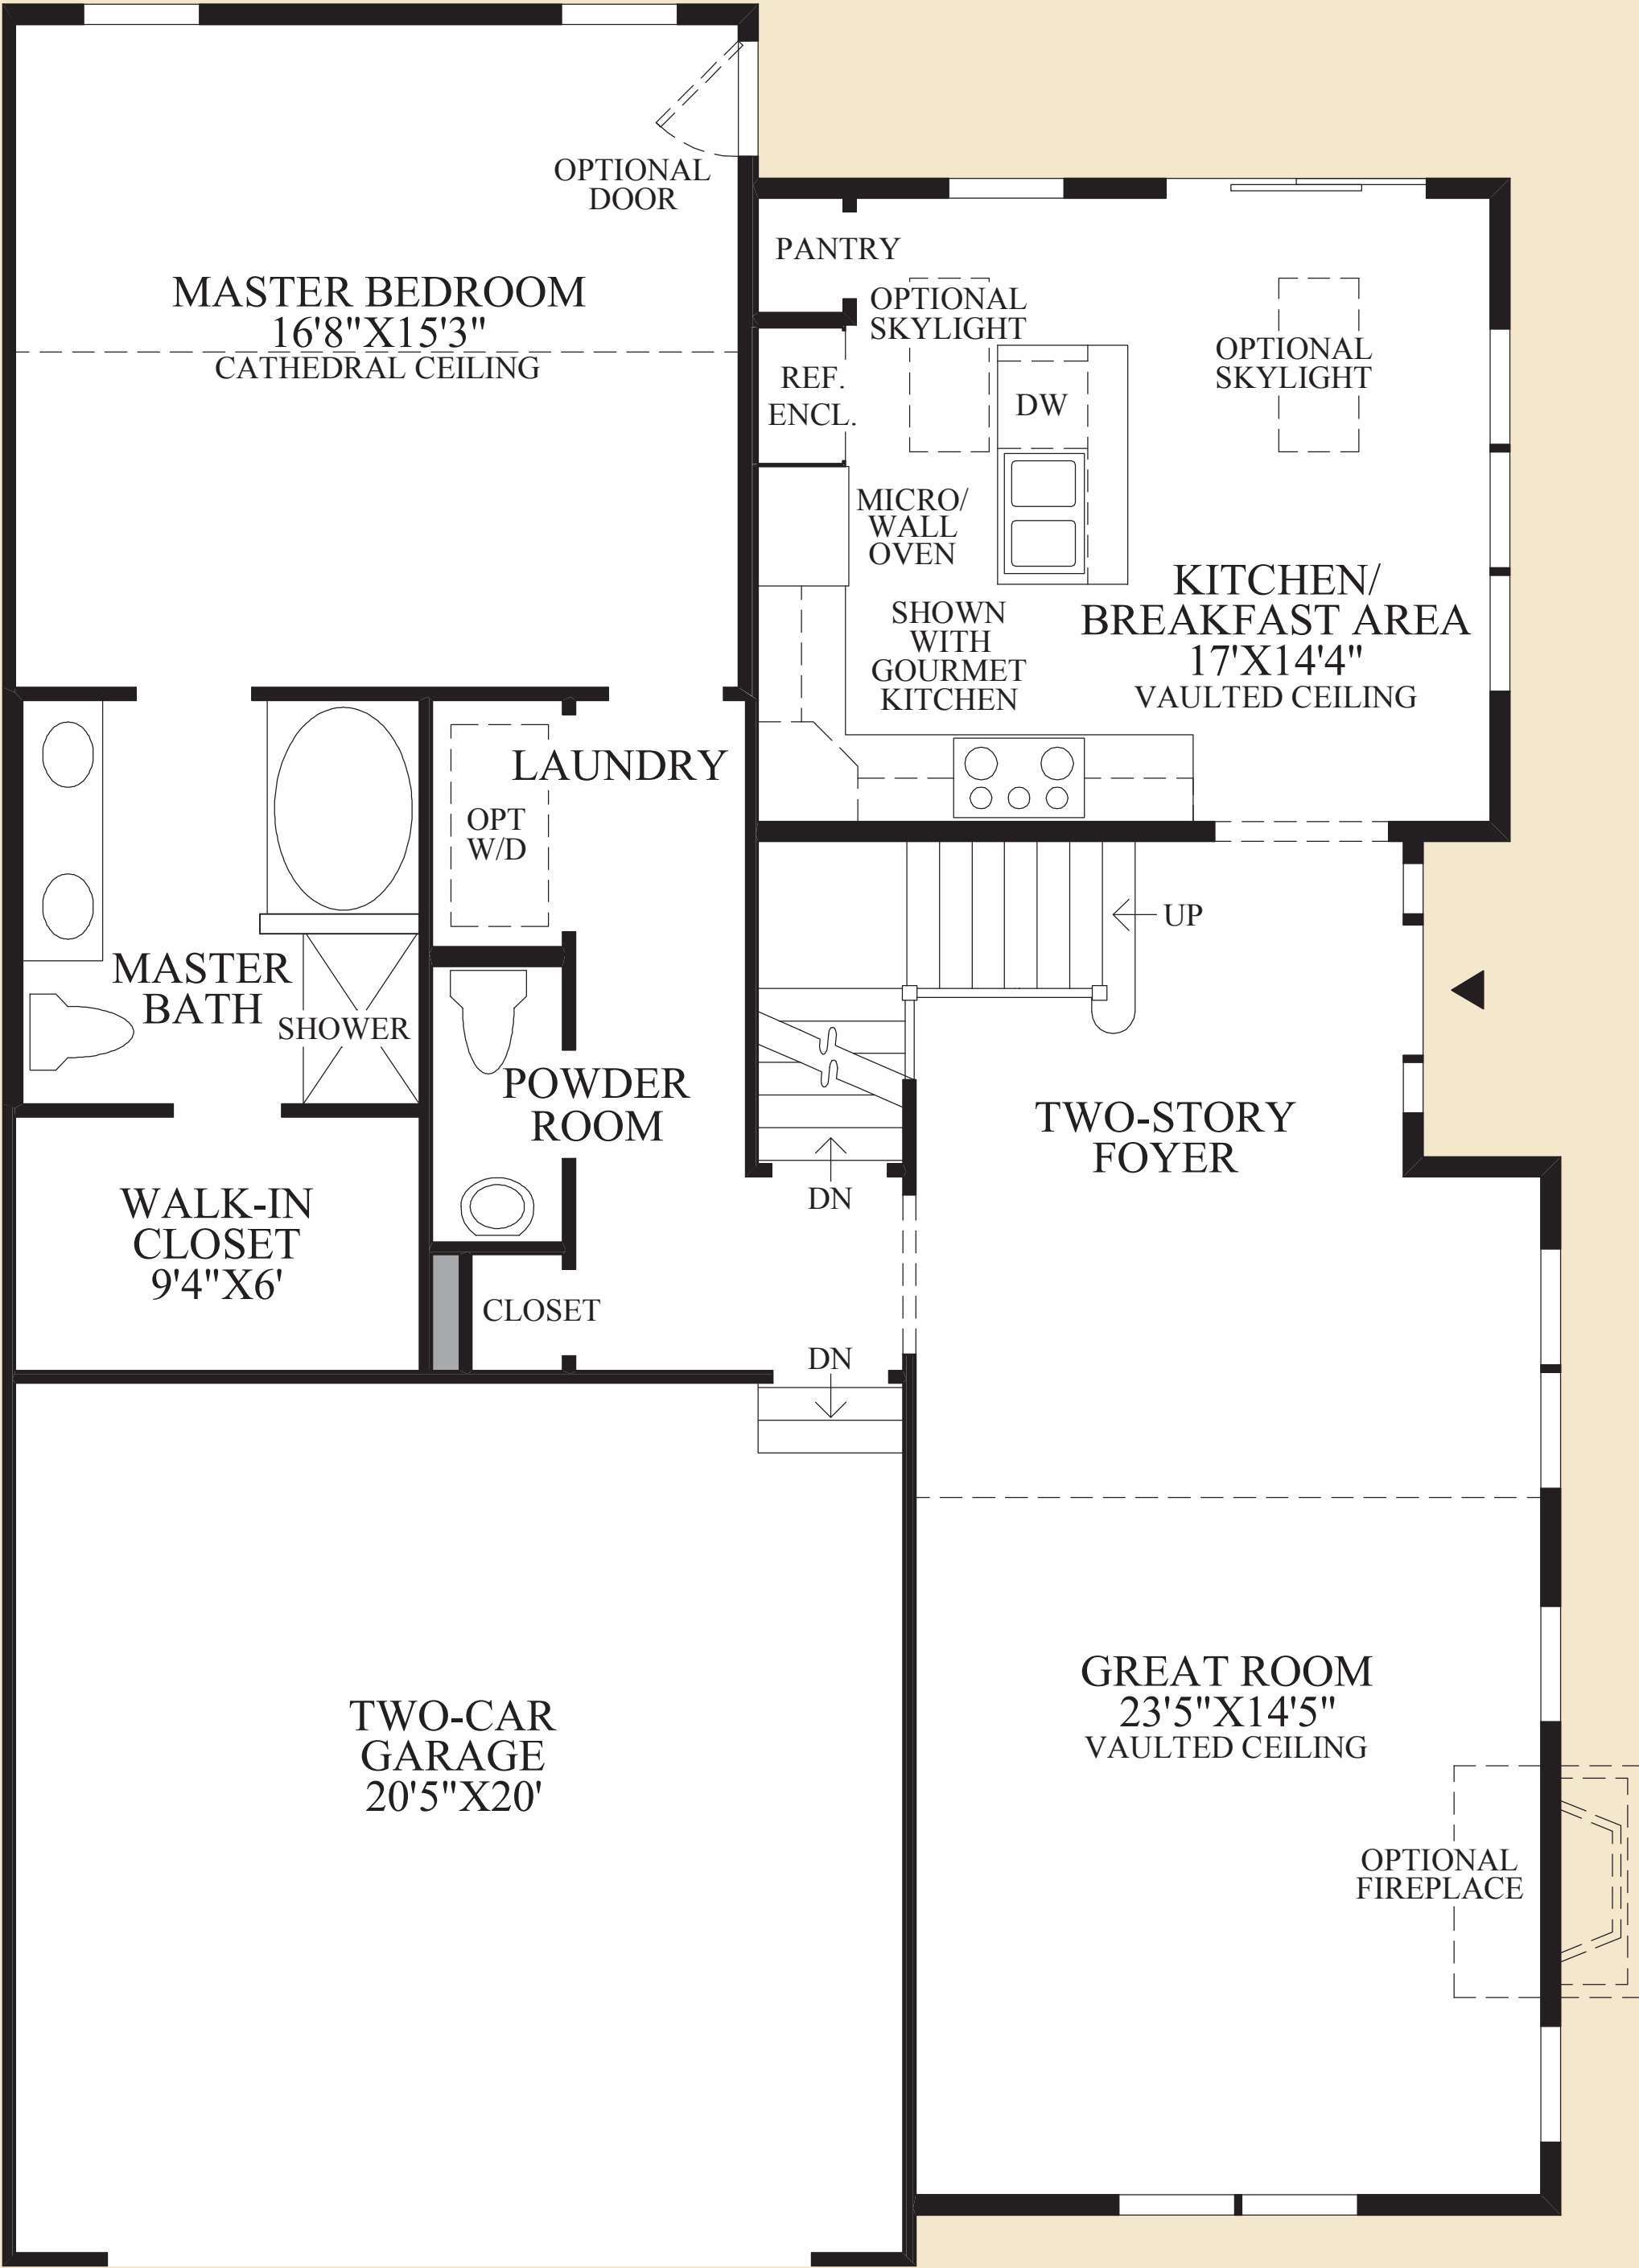 OPTIONAL
DOOR
MASTER BEDROOM
16'8"X15'3"
CATHEDRAL CEILING
PANTRY
OPTIONAL
SKYLIGHT
OPTIONAL
SKYLIGHT
REF.
ENCL.
DW
MICRO/
WALL
OVEN
SHOWN
WITH
GOURMET
KITCHEN
KITCHEN/
BREAKFAST AREA
17'X14'4"
VAULTED CEILING
LAUNDRY
OPT
W/D
UP
MASTER
BATH
SHOWER
POWDER
ROOM
TWO-STORY
FOYER
DN
WALK-IN
CLOSET
9'4"X6'
CLOSET
DN
TWO-CAR
GARAGE
20'5"X20'
GREAT ROOM
23'5"X14'5"
VAULTED CEILING
OPTIONAL
FIREPLACE